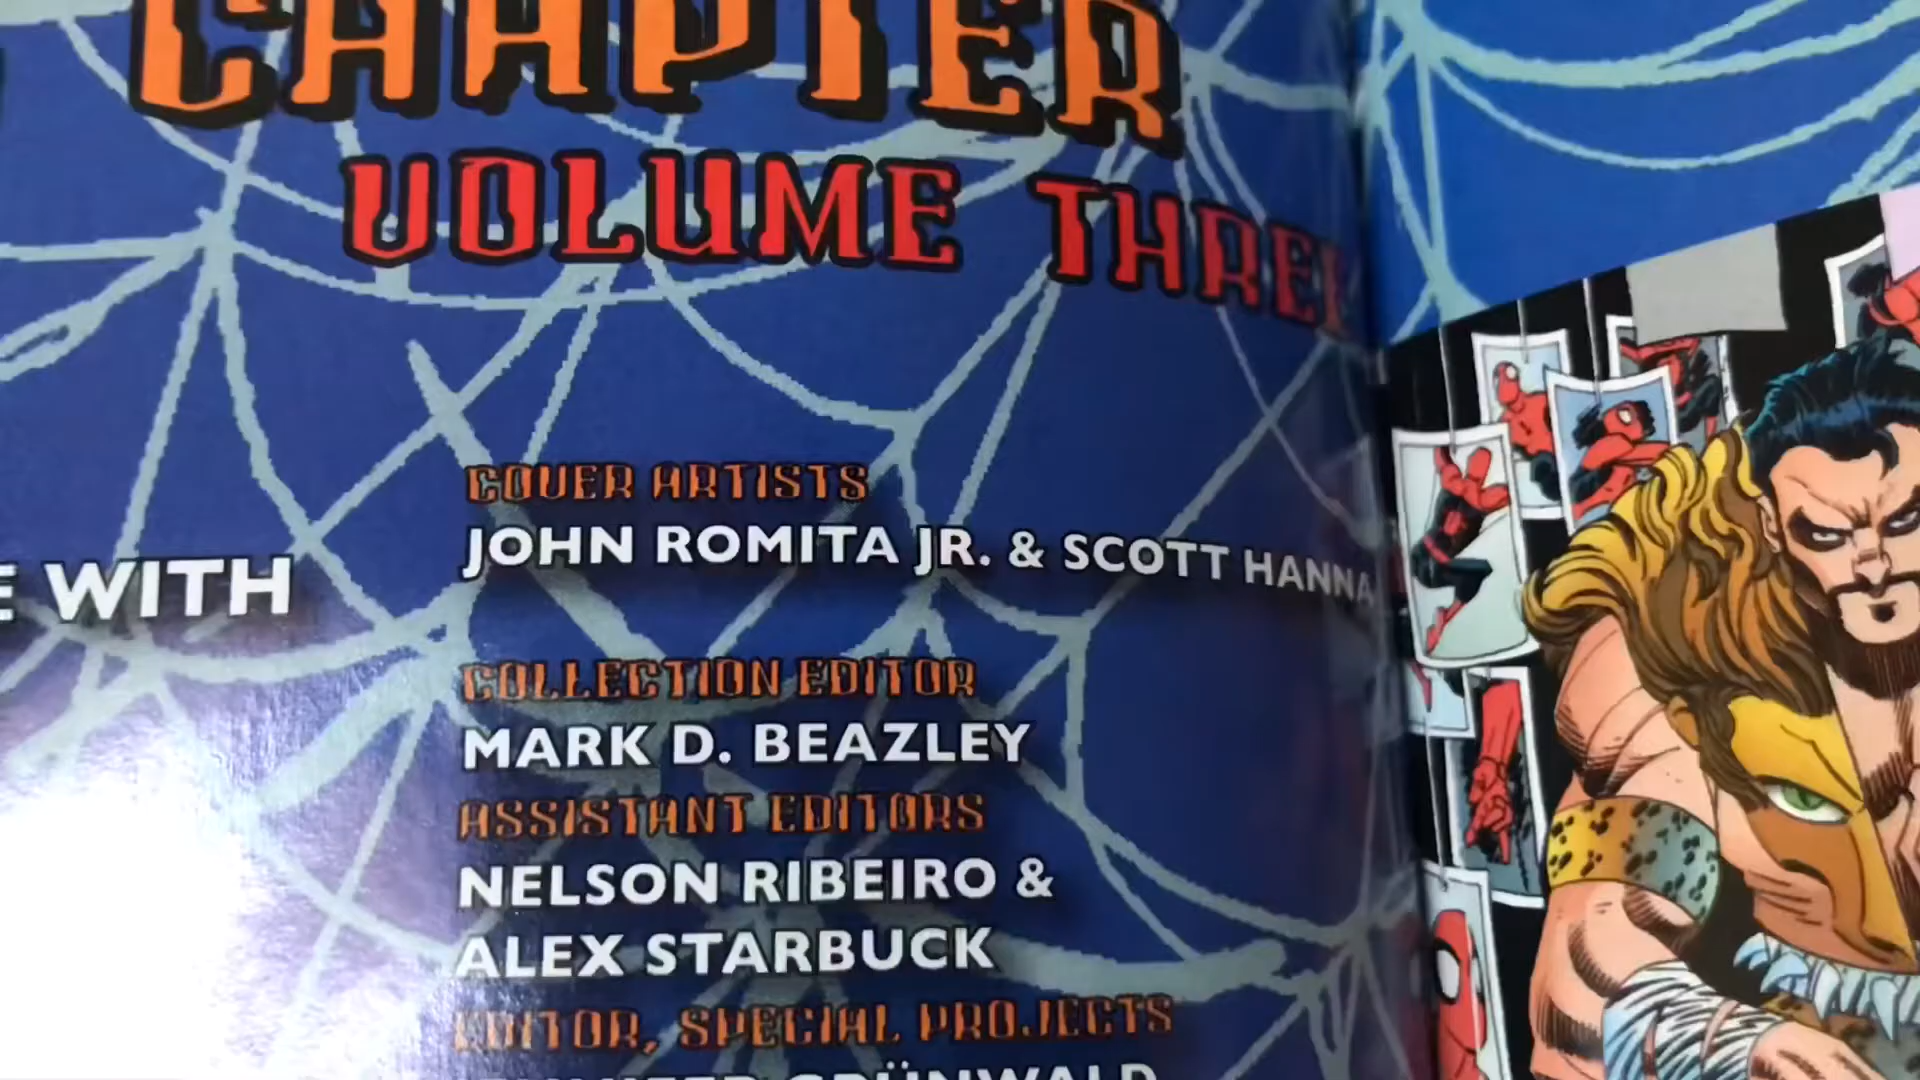 CHAPTER
VOLUME THREE
COVER ARTISTS
JOHN ROMITA JR. & SCOTT HANNA
WITH
COLLECTION EDITOR
MARK D. BEAZLEY
ASSISTANT EDITORS
NELSON RIBEIRO &
ALEX STARBUCK
EDITOR, SPECIAL PROJECTS
GRÜNWALD